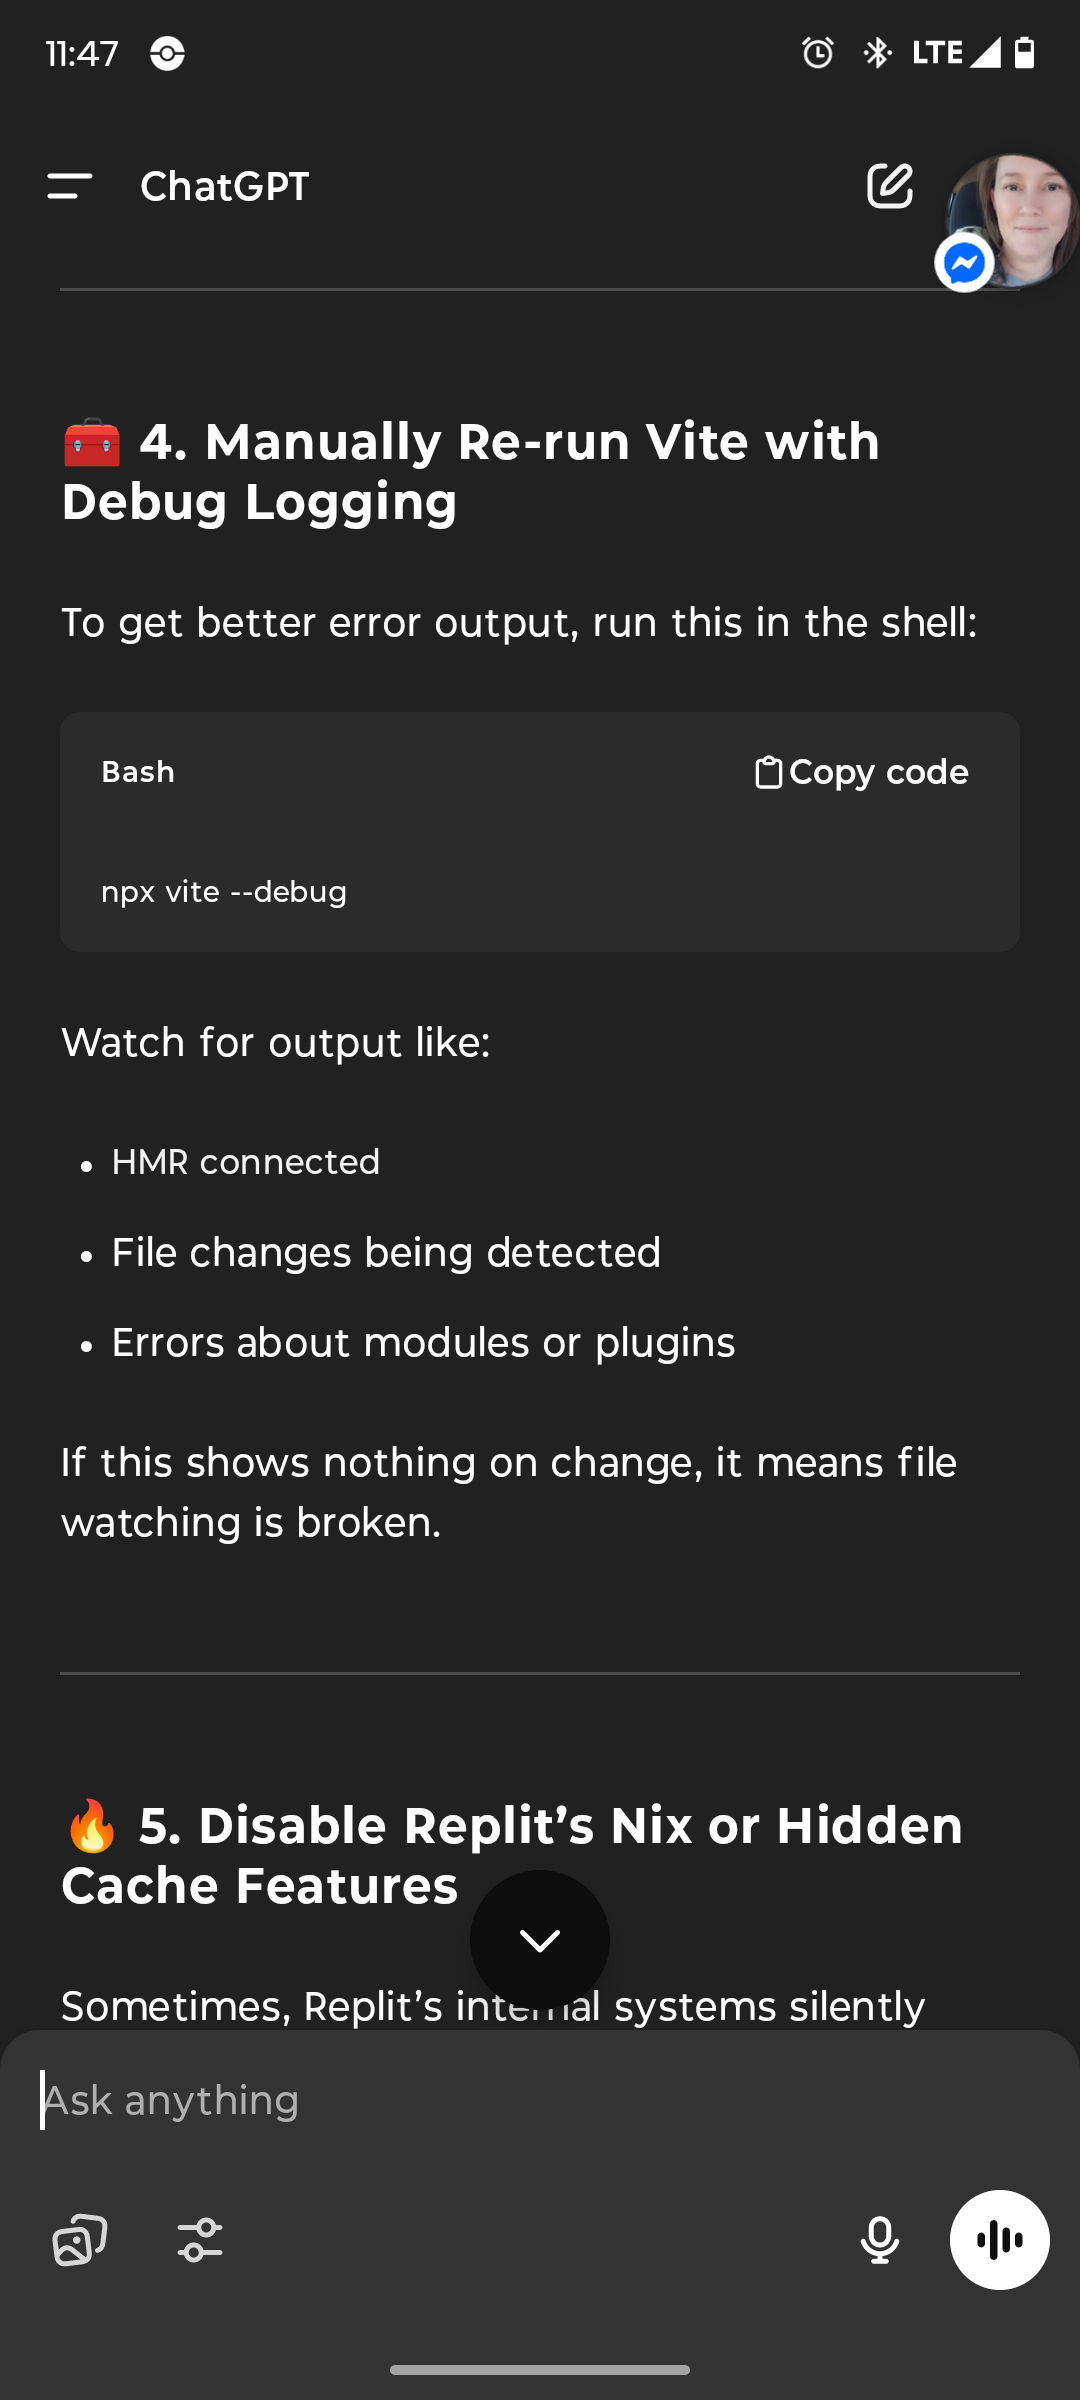 11:47
LTE
ChatGPT
🧰 4. Manually Re-run Vite with
Debug Logging
To get better error output, run this in the shell:
Bash
Copy code
npx vite --debug
Watch for output like:
• HMR connected
• File changes being detected
• Errors about modules or plugins
If this shows nothing on change, it means file
watching is broken.
🔥 5. Disable Replit’s Nix or Hidden
Cache Features
Sometimes, Replit’s internal systems silently
Ask anything